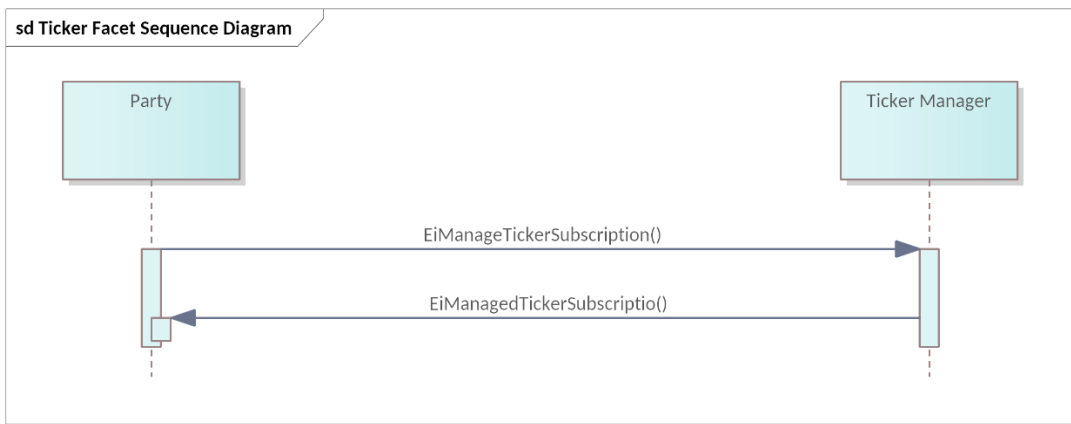 sd Ticker Facet Sequence Diagram
Party
Ticker Manager
EiManageTickerSubscription()
EiManagedTickerSubscriptio()